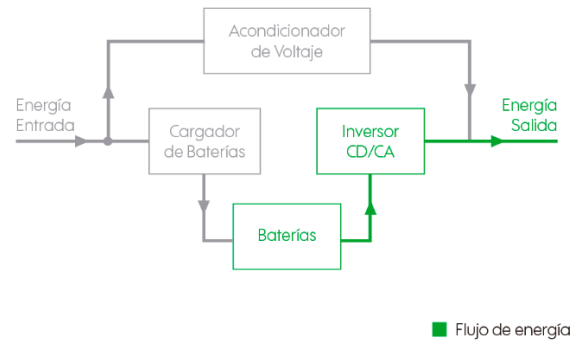 Acondicionador
de Voltaje
Energía
Entrada
Cargador
de Baterías
Inversor
CD/CA
Energía
Salida
Baterías
Flujo de energía